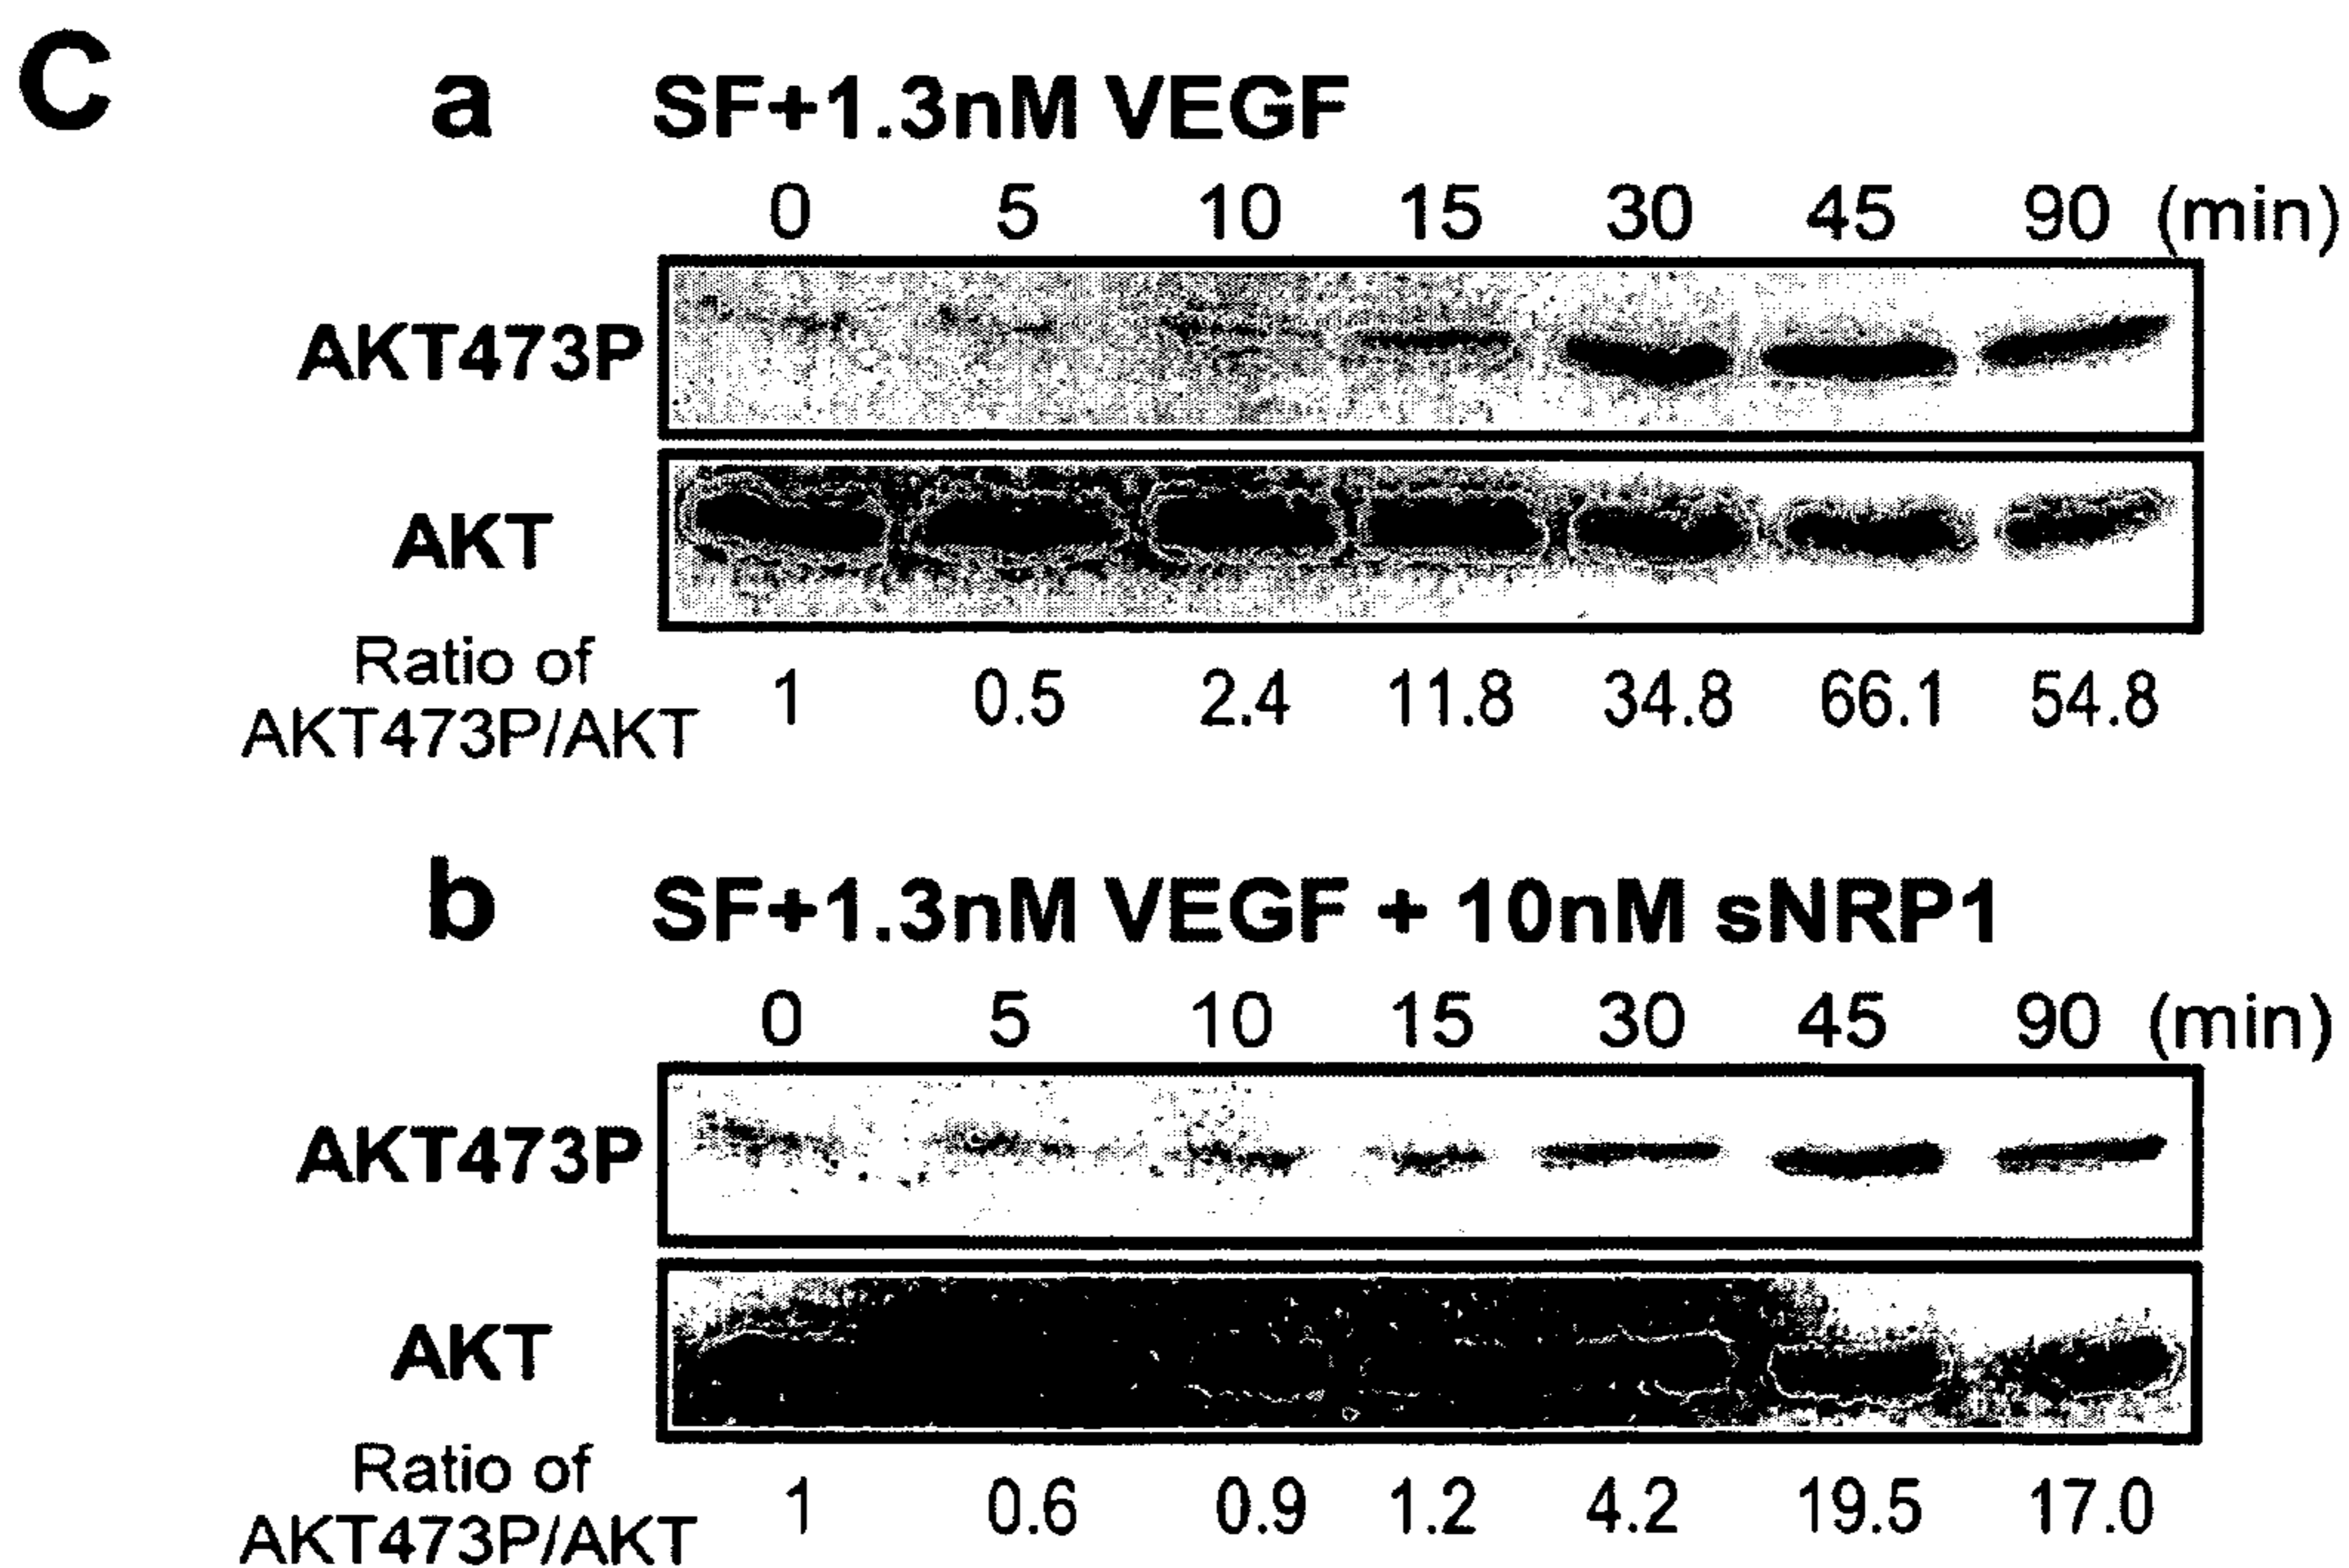 C
a SF+1.3nM VEGF
0 5 10 15 30 45 90 (min)
AKT473P
AKT
Ratio of
AKT473P/AKT 1 0.5 2.4 11.8 34.8 66.1 54.8
b SF+1.3nM VEGF + 10nM sNRP1
0 5 10 15 30 45 90 (min)
AKT473P
AKT
Ratio of
AKT473P/AKT 1 0.6 0.9 1.2 4.2 19.5 17.0